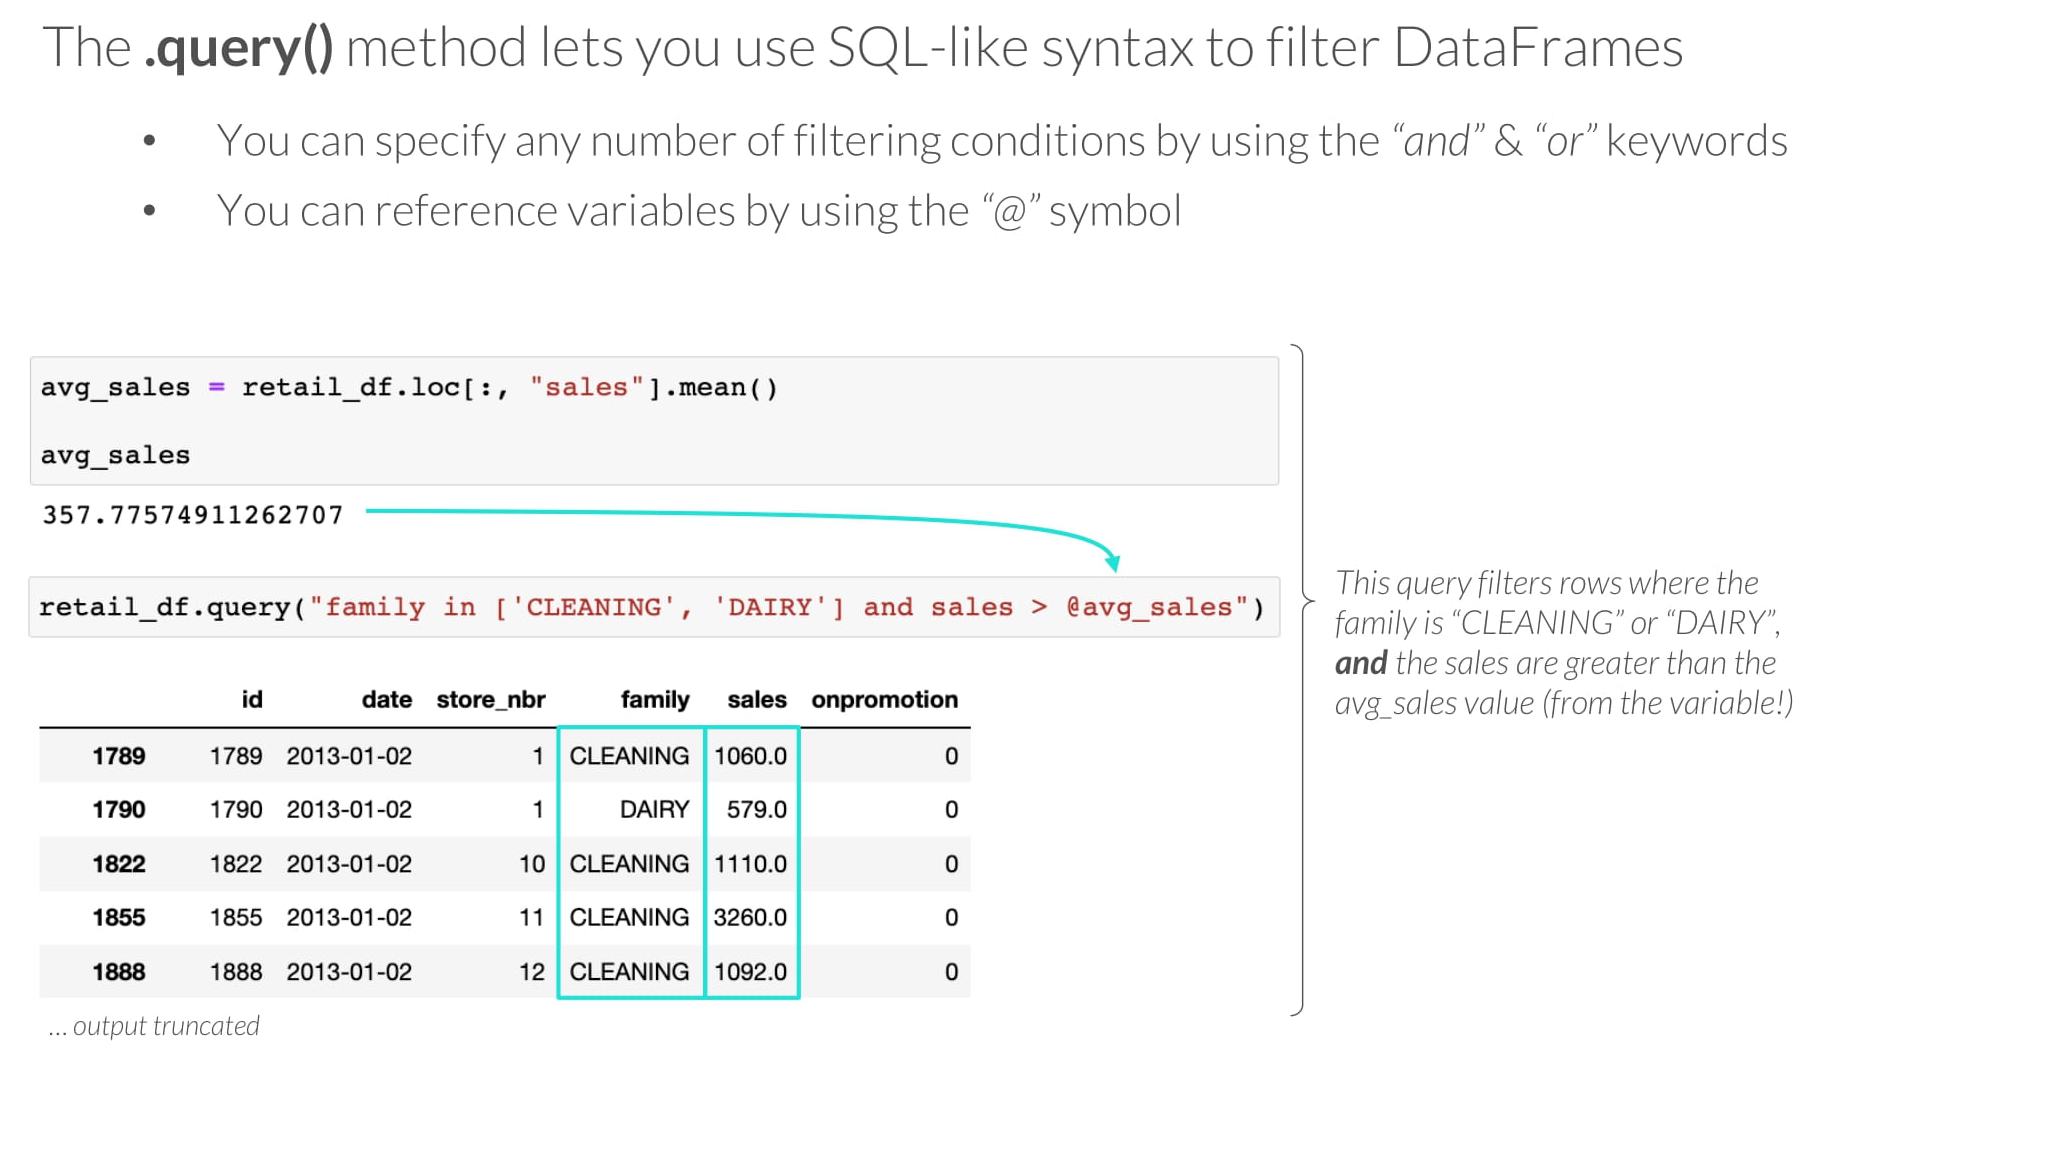 The .query() method lets you use SQL-like syntax to filter DataFrames
• You can specify any number of filtering conditions by using the “and” & “or” keywords
• You can reference variables by using the “@” symbol
avg_sales = retail_df.loc[:, "sales"].mean()
avg_sales
357.77574911262707
retail_df.query("family in ['CLEANING', 'DAIRY'] and sales > @avg_sales")
This query filters rows where the
family is “CLEANING” or “DAIRY”,
and the sales are greater than the
avg_sales value (from the variable!)
id date store_nbr family sales onpromotion
1789 1789 2013-01-02 1 CLEANING 1060.0 0
1790 1790 2013-01-02 1 DAIRY 579.0 0
1822 1822 2013-01-02 10 CLEANING 1110.0 0
1855 1855 2013-01-02 11 CLEANING 3260.0 0
1888 1888 2013-01-02 12 CLEANING 1092.0 0
… output truncated